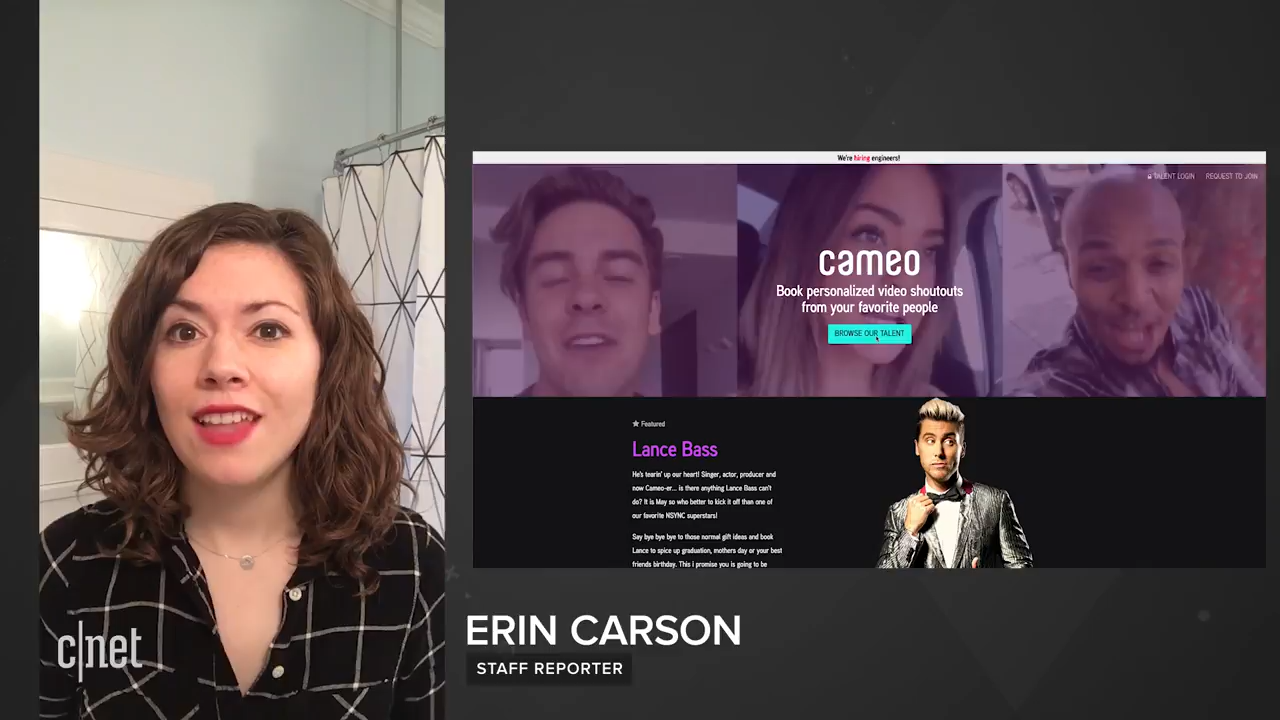 We're hiring engineers!
TALENT LOGIN REQUEST TO JOIN
cameo
Book personalized video shoutouts
from your favorite people
BROWSE OUR TALENT
Featured
Lance Bass
He's tearin' up our heart! Singer, actor, producer and
now Cameo-er... is there anything Lance Bass can't
do? It is May so who better to kick it off than one of
our favorite NSYNC superstars!
Say bye bye bye to those normal gift ideas and book
Lance to spice up graduation, mothers day or your best
friends birthday. This i promise you is going to be
ERIN CARSON
STAFF REPORTER
c|net